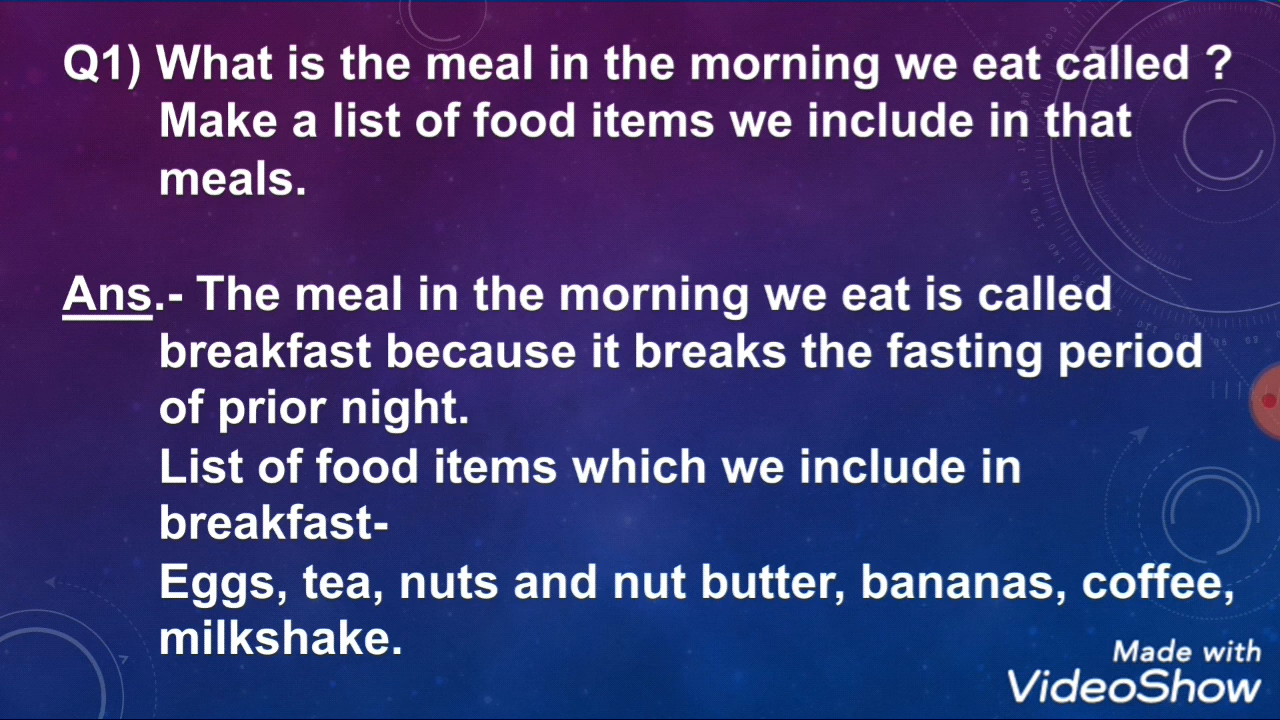 Q1) What is the meal in the morning we eat called ?
Make a list of food items we include in that
meals.
Ans.- The meal in the morning we eat is called
breakfast because it breaks the fasting period
of prior night.
List of food items which we include in
breakfast-
Eggs, tea, nuts and nut butter, bananas, coffee,
milkshake.
Made with
VideoShow